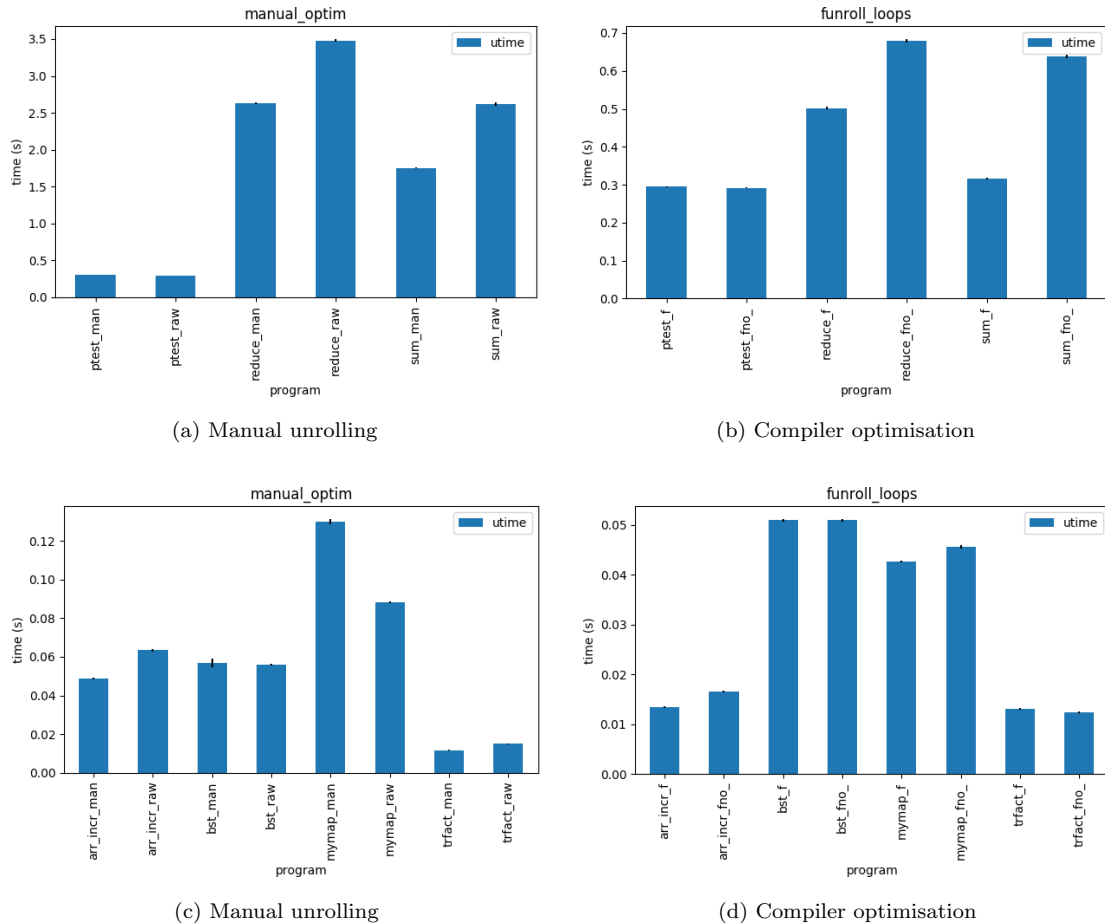 manual_optim
utime
time (s)
3.5
3.0
2.5
2.0
1.5
1.0
0.5
0.0
ptest_man
ptest_raw
reduce_man
reduce_raw
sum_man
sum_raw
program
(a) Manual unrolling
funroll_loops
utime
time (s)
0.7
0.6
0.5
0.4
0.3
0.2
0.1
0.0
ptest_f
ptest_fno_
reduce_f
reduce_fno_
sum_f
sum_fno_
program
(b) Compiler optimisation
manual_optim
utime
time (s)
0.12
0.10
0.08
0.06
0.04
0.02
0.00
arr_incr_man
arr_incr_raw
bst_man
bst_raw
mymap_man
mymap_raw
trfact_man
trfact_raw
program
(c) Manual unrolling
funroll_loops
utime
time (s)
0.05
0.04
0.03
0.02
0.01
0.00
arr_incr_f
arr_incr_fno_
bst_f
bst_fno_
mymap_f
mymap_fno_
trfact_f
trfact_fno_
program
(d) Compiler optimisation